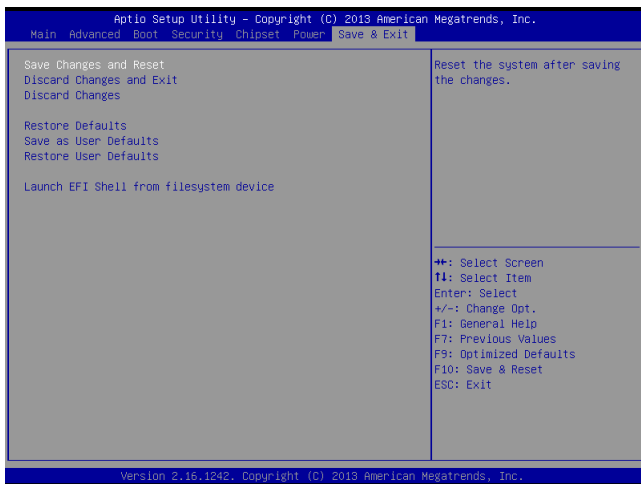 Aptio Setup Utility – Copyright (C) 2013 American Megatrends, Inc.
Main Advanced Boot Security Chipset Power Save & Exit
Save Changes and Reset
Discard Changes and Exit
Discard Changes
Restore Defaults
Save as User Defaults
Restore User Defaults
Launch EFI Shell from filesystem device
Reset the system after saving
the changes.
→←: Select Screen
↑↓: Select Item
Enter: Select
+/-: Change Opt.
F1: General Help
F7: Previous Values
F9: Optimized Defaults
F10: Save & Reset
ESC: Exit
Version 2.16.1242. Copyright (C) 2013 American Megatrends, Inc.